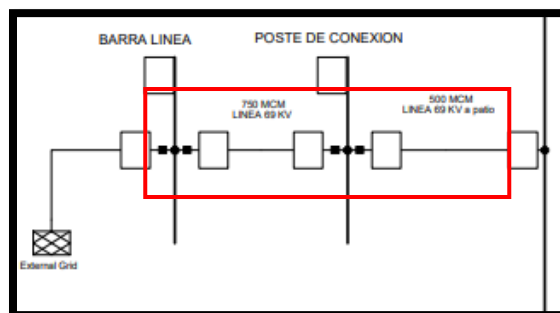 BARRA LINEA
POSTE DE CONEXION
750 MCM
LINEA 69 KV
500 MCM
LINEA 69 KV a patio
External Grid